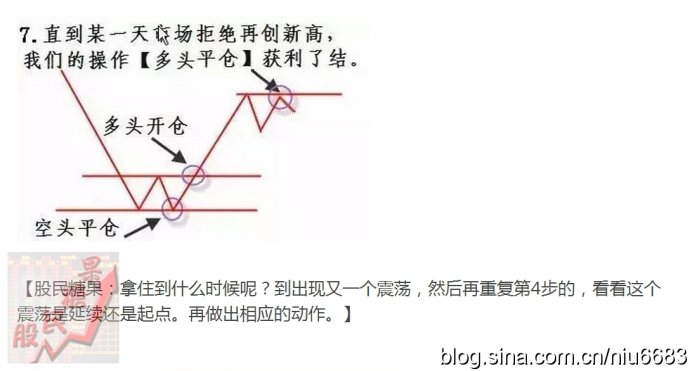 7.直到某一天市场拒绝再创新高，
我们的操作【多头平仓】获利了结。
多头开仓
空头平仓
【股民糖果：拿住到什么时候呢？到出现又一个震荡，然后再重复第4步的，看看这个
震荡是延续还是起点。再做出相应的动作。】
股民糖果
blog.sina.com.cn/niu6683